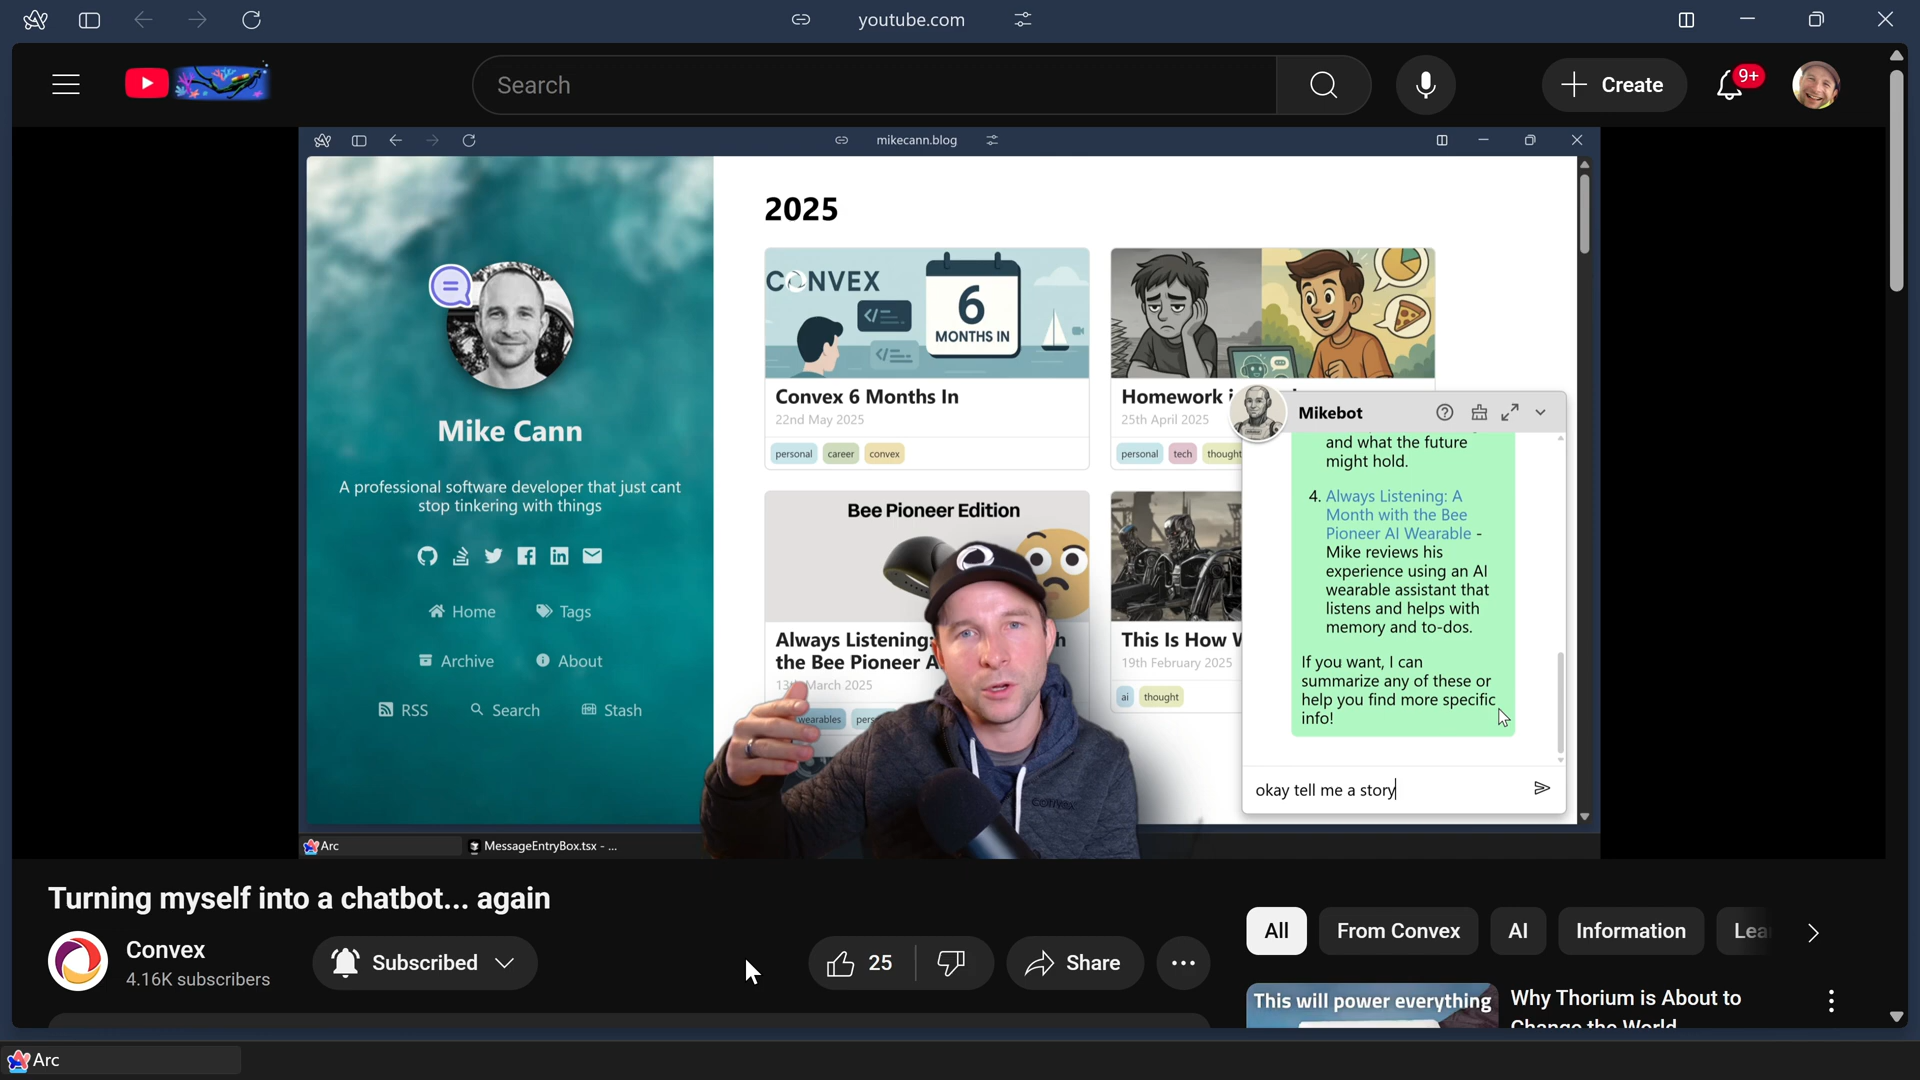 youtube.com
Search
Create
9+
mikecann.blog
2025
CONVEX
6
MONTHS IN
Convex 6 Months In
22nd May 2025
personal
career
convex
Homework i
25th April 2025
personal
tech
thought
Mike Cann
A professional software developer that just cant
stop tinkering with things
Home
Tags
Archive
About
RSS
Search
Stash
Bee Pioneer Edition
Always Listening:
the Bee Pioneer A
March 2025
wearables
This Is How
19th February 2025
ai
thought
Mikebot
and what the future
might hold.
4. Always Listening: A
Month with the Bee
Pioneer AI Wearable -
Mike reviews his
experience using an AI
wearable assistant that
listens and helps with
memory and to-dos.
If you want, I can
summarize any of these or
help you find more specific
info!
okay tell me a story
convex
Arc
MessageEntryBox.tsx - ...
Turning myself into a chatbot... again
Convex
4.16K subscribers
Subscribed
25
Share
All
From Convex
AI
Information
Lea
This will power everything
Why Thorium is About to
Change the World
Arc